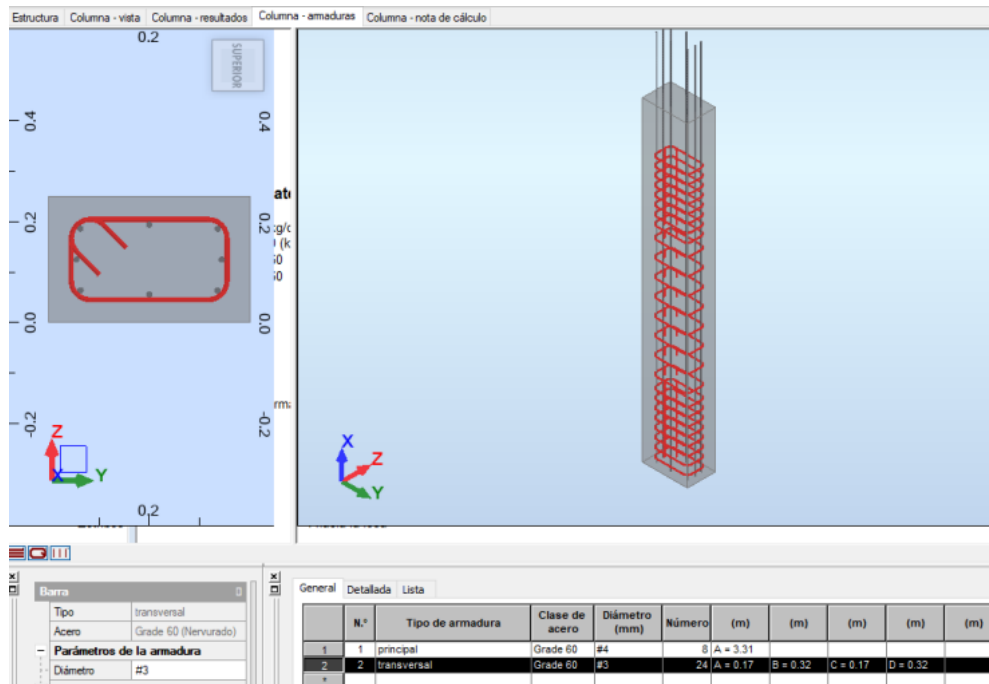 Estructura Columna - vista Columna - resultados Columna - armaduras Columna - nota de cálculo
0.2
SUPERIOR
0.4 0.4
0.2 0.2
0.0 0.0
-0.2 -0.2
Z
X Y
0.2
X
Z
Y
Barra
Tipo transversal
Acero Grade 60 (Nervurado)
Parámetros de la armadura
Diámetro #3
General Detallada Lista
N.° Tipo de armadura Clase de acero Diámetro (mm) Número (m) (m) (m) (m) (m)
1 1 principal Grade 60 #4 8 A = 3.31
2 2 transversal Grade 60 #3 24 A = 0.17 B = 0.32 C = 0.17 D = 0.32
*